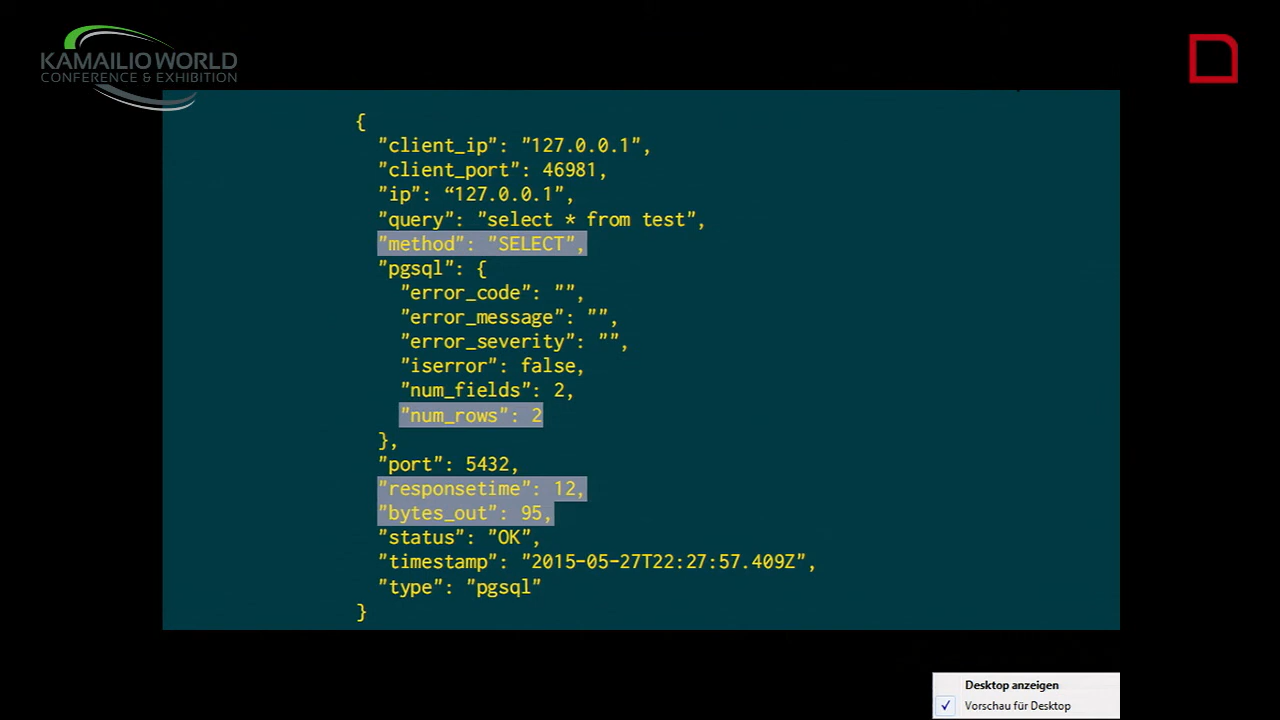 KAMAILIO WORLD
CONFERENCE & EXHIBITION
{
"client_ip": "127.0.0.1",
"client_port": 46981,
"ip": “127.0.0.1",
"query": "select * from test",
"method": "SELECT",
"pgsql": {
"error_code": "",
"error_message": "",
"error_severity": "",
"iserror": false,
"num_fields": 2,
"num_rows": 2
},
"port": 5432,
"responsetime": 12,
"bytes_out": 95,
"status": "OK",
"timestamp": "2015-05-27T22:27:57.409Z",
"type": "pgsql"
}
Desktop anzeigen
Vorschau für Desktop